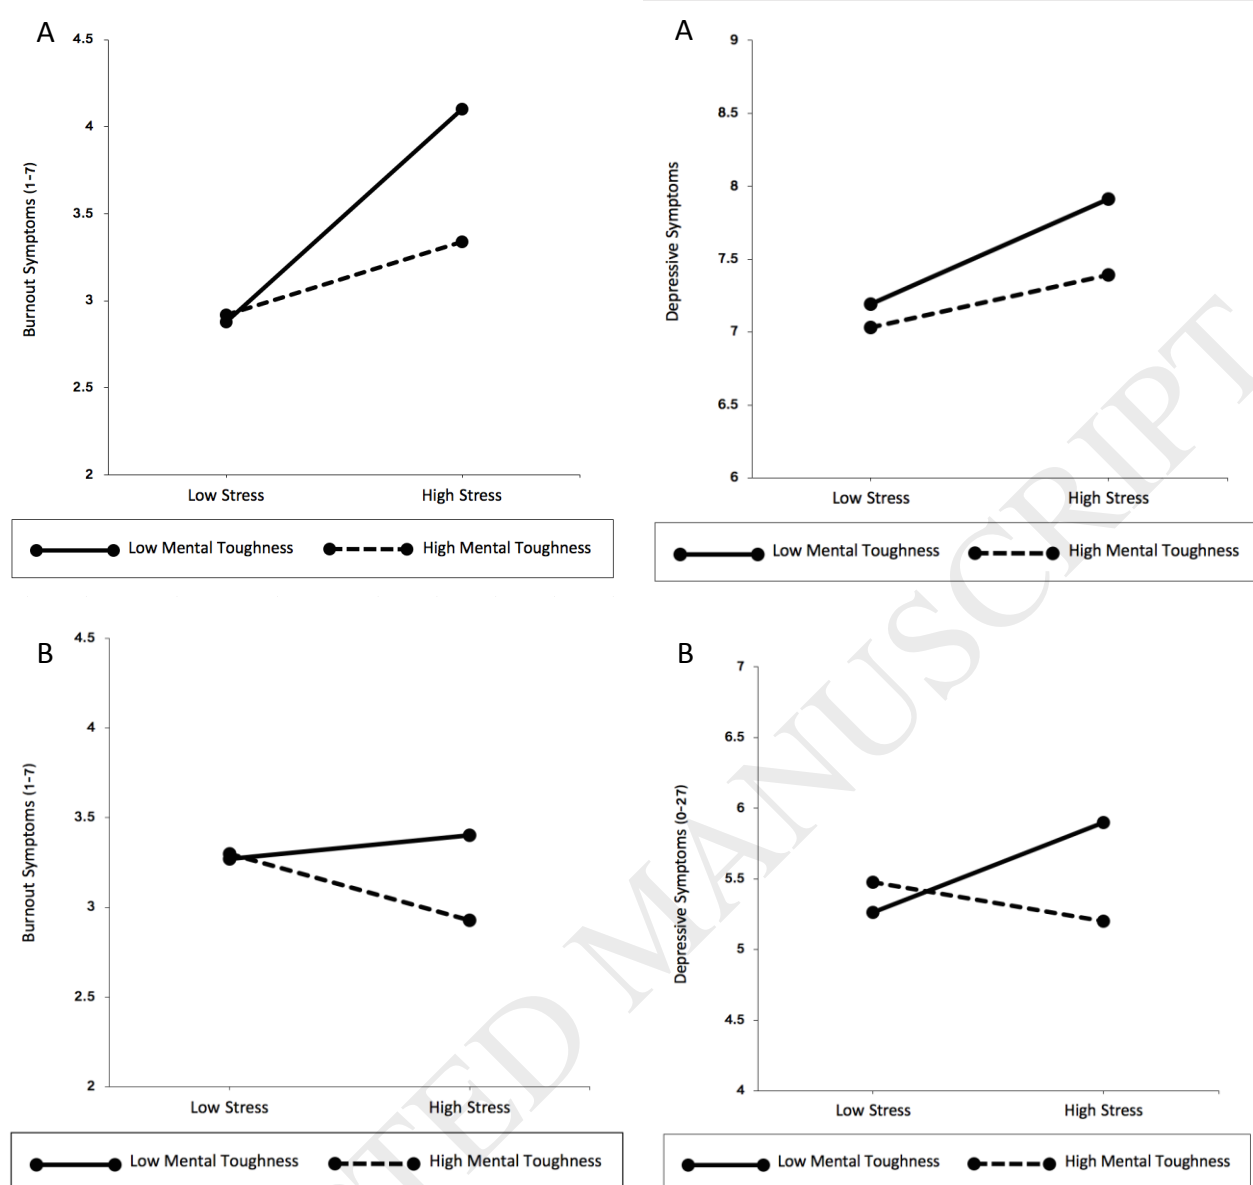 A
4.5
4
3.5
3
2.5
2
Burnout Symptoms (1-7)
Low Stress High Stress
Low Mental Toughness High Mental Toughness
A
9
8.5
8
7.5
7
6.5
6
Depressive Symptoms
Low Stress High Stress
Low Mental Toughness High Mental Toughness
B
4.5
4
3.5
3
2.5
2
Burnout Symptoms (1-7)
Low Stress High Stress
Low Mental Toughness High Mental Toughness
B
7
6.5
6
5.5
5
4.5
4
Depressive Symptoms (0-27)
Low Stress High Stress
Low Mental Toughness High Mental Toughness
TED MANUSCRIPT